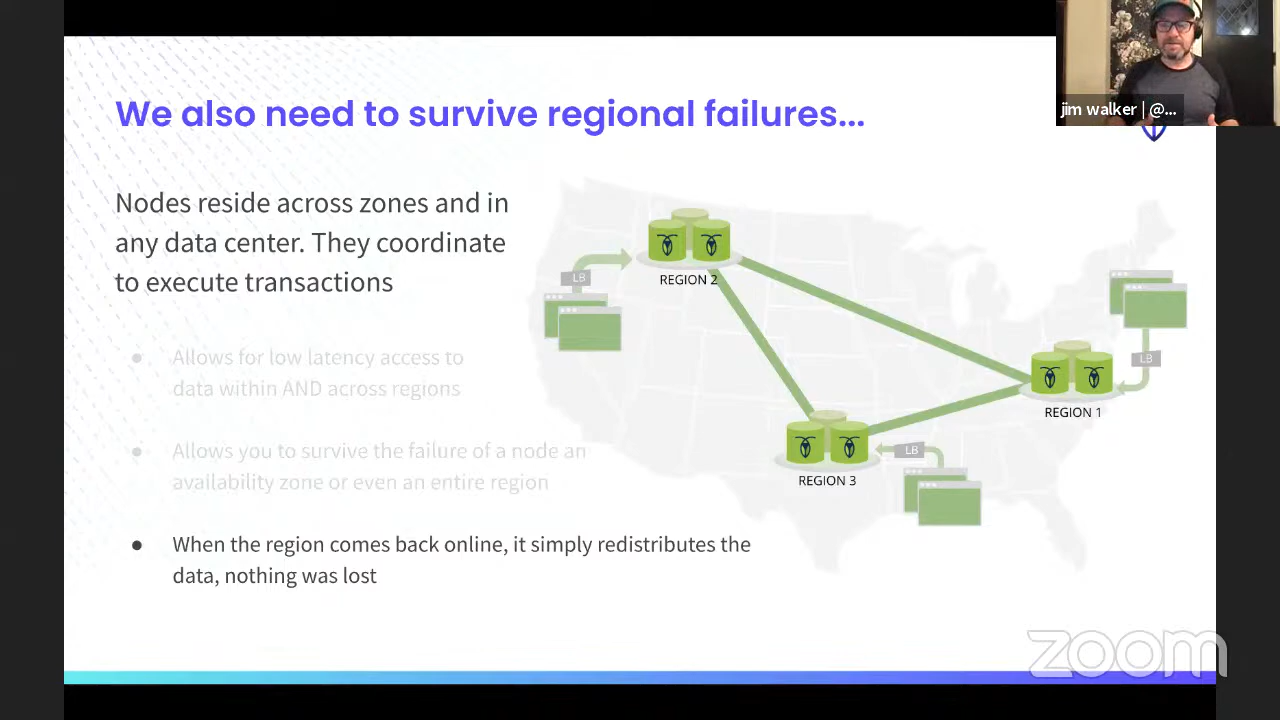 We also need to survive regional failures...
jim walker | @...
Nodes reside across zones and in
any data center. They coordinate
to execute transactions
Allows for low latency access to
data within AND across regions
Allows you to survive the failure of a node an
availability zone or even an entire region
When the region comes back online, it simply redistributes the
data, nothing was lost
LB
REGION 2
LB
REGION 1
LB
REGION 3
zoom